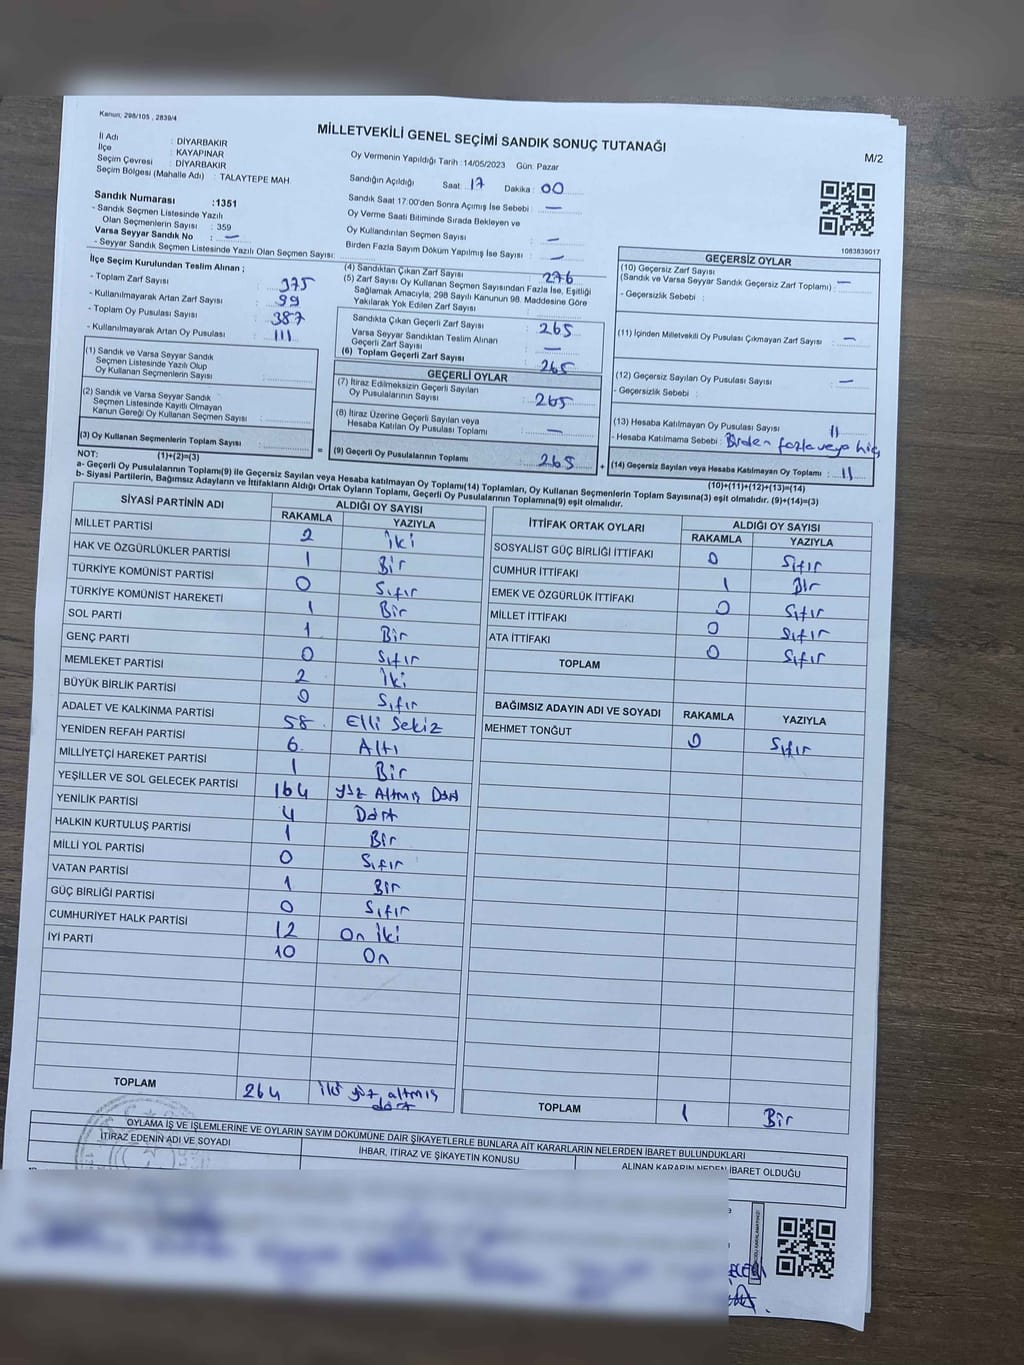 Kanun; 298/105 , 2839/4
MİLLETVEKİLİ GENEL SEÇİMİ SANDIK SONUÇ TUTANAĞI
M/2
İl Adı : DİYARBAKIR
İlçe : KAYAPINAR
Seçim Çevresi : DİYARBAKIR
Seçim Bölgesi (Mahalle Adı) : TALAYTEPE MAH.
Sandık Numarası :1351
- Sandık Seçmen Listesinde Yazılı
Olan Seçmenlerin Sayısı : 359
Varsa Seyyar Sandık No : —
- Seyyar Sandık Seçmen Listesinde Yazılı Olan Seçmen Sayısı:
Oy Vermenin Yapıldığı Tarih :14/05/2023 Gün: Pazar
Sandığın Açıldığı Saat : 17 Dakika : 00
Sandık Saat 17:00'den Sonra Açımış İse Sebebi : —
Oy Verme Saati Bitiminde Sırada Bekleyen ve
Oy Kullandırılan Seçmen Sayısı : —
Birden Fazla Sayım Döküm Yapılmış İse Sayısı : —
1083839017
İlçe Seçim Kurulundan Teslim Alınan ;
- Toplam Zarf Sayısı : 375
- Kullanılmayarak Artan Zarf Sayısı : 99
- Toplam Oy Pusulası Sayısı : 387
- Kullanılmayarak Artan Oy Pusulası : 111
(1) Sandık ve Varsa Seyyar Sandık
Seçmen Listesinde Yazılı Olup
Oy Kullanan Seçmenlerin Sayısı :
(2) Sandık ve Varsa Seyyar Sandık
Seçmen Listesinde Kayıtlı Olmayan
Kanun Gereği Oy Kullanan Seçmen Sayısı :
(3) Oy Kullanan Seçmenlerin Toplam Sayısı :
(1)+(2)=(3)
(4) Sandıktan Çıkan Zarf Sayısı : 276
(5) Zarf Sayısı Oy Kullanan Seçmen Sayısından Fazla İse, Eşitliği
Sağlamak Amacıyla, 298 Sayılı Kanunun 98. Maddesine Göre
Yakılarak Yok Edilen Zarf Sayısı :
Sandıkta Çıkan Geçerli Zarf Sayısı : 265
Varsa Seyyar Sandıktan Teslim Alınan
Geçerli Zarf Sayısı : —
(6) Toplam Geçerli Zarf Sayısı : 265
GEÇERLİ OYLAR
(7) İtiraz Edilmeksizin Geçerli Sayılan
Oy Pusulalarının Sayısı : 265
(8) İtiraz Üzerine Geçerli Sayılan veya
Hesaba Katılan Oy Pusulası Toplamı : —
= (9) Geçerli Oy Pusulalarının Toplamı : 265
GEÇERSİZ OYLAR
(10) Geçersiz Zarf Sayısı
(Sandık ve Varsa Seyyar Sandık Geçersiz Zarf Toplamı) : —
- Geçersizlik Sebebi :
(11) İçinden Milletvekili Oy Pusulası Çıkmayan Zarf Sayısı : —
(12) Geçersiz Sayılan Oy Pusulası Sayısı : —
- Geçersizlik Sebebi :
(13) Hesaba Katılmayan Oy Pusulası Sayısı : 11
- Hesaba Katılmama Sebebi : Birden fazla veya hiç
+ (14) Geçersiz Sayılan veya Hesaba Katılmayan Oy Toplamı : 11
(10)+(11)+(12)+(13)=(14)
NOT:
a- Geçerli Oy Pusulalarının Toplamı(9) ile Geçersiz Sayılan veya Hesaba katılmayan Oy Toplamı(14) Toplamları, Oy Kullanan Seçmenlerin Toplam Sayısına(3) eşit olmalıdır. (9)+(14)=(3)
b- Siyasi Partilerin, Bağımsız Adayların ve İttifakların Aldığı Ortak Oyların Toplamı, Geçerli Oy Pusulalarının Toplamına(9) eşit olmalıdır.
SİYASİ PARTİNİN ADI ALDIĞI OY SAYISI
RAKAMLA YAZIYLA
MİLLET PARTİSI 2 İki
HAK VE ÖZGÜRLÜKLER PARTİSİ 1 Bir
TÜRKİYE KOMÜNİST PARTİSİ 0 Sıfır
TÜRKİYE KOMÜNİST HAREKETİ 1 Bir
SOL PARTİ 1 Bir
GENÇ PARTİ 0 Sıfır
MEMLEKET PARTİSİ 2 İki
BÜYÜK BİRLİK PARTİSİ 0 Sıfır
ADALET VE KALKINMA PARTİSİ 58 Elli Sekiz
YENİDEN REFAH PARTİSİ 6 Altı
MİLLİYETÇİ HAREKET PARTİSİ 1 Bir
YEŞİLLER VE SOL GELECEK PARTİSİ 164 yüz Altmış Dört
YENİLİK PARTİSİ 4 Dört
HALKIN KURTULUŞ PARTİSİ 1 Bir
MİLLİ YOL PARTİSİ 0 Sıfır
VATAN PARTİSİ 1 Bir
GÜÇ BİRLİĞİ PARTİSİ 0 Sıfır
CUMHURİYET HALK PARTİSİ 12 On İki
İYİ PARTİ 10 On
TOPLAM 264 İki yüz altmış
dört
İTTİFAK ORTAK OYLARI ALDIĞI OY SAYISI
RAKAMLA YAZIYLA
SOSYALIST GÜÇ BİRLİĞİ İTTİFAKI 0 Sıfır
CUMHUR İTTİFAKI 1 Bir
EMEK VE ÖZGÜRLÜK İTTİFAKI 0 Sıfır
MİLLET İTTİFAKI 0 Sıfır
ATA İTTİFAKI 0 Sıfır
TOPLAM
BAĞIMSIZ ADAYIN ADI VE SOYADI RAKAMLA YAZIYLA
MEHMET TONĞUT 0 Sıfır
TOPLAM 1 Bir
OYLAMA İŞ VE İŞLEMLERİNE VE OYLARIN SAYIM DÖKÜMÜNE DAİR ŞİKAYETLERLE BUNLARA AİT KARARLARIN NELERDEN İBARET BULUNDUKLARI
İTİRAZ EDENİN ADI VE SOYADI İHBAR, İTİRAZ VE ŞİKAYETİN KONUSU ALINAN KARARIN NEDEN İBARET OLDUĞU